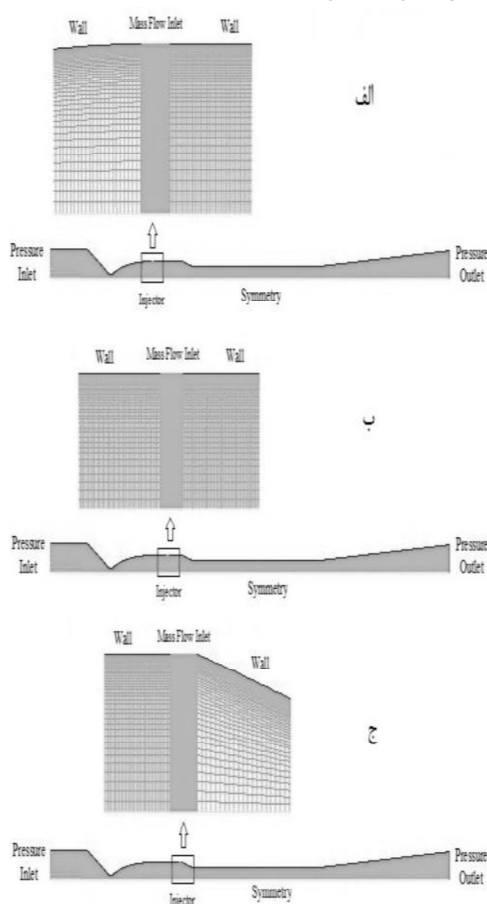 Wall Mass Flow Inlet Wall
الف
Pressure Inlet
Pressure Outlet
Injector
Symmetry
Wall Mass Flow Inlet Wall
ب
Pressure Inlet
Pressure Outlet
Injector
Symmetry
Wall Mass Flow Inlet
Wall
ج
Pressure Inlet
Pressure Outlet
Injector
Symmetry